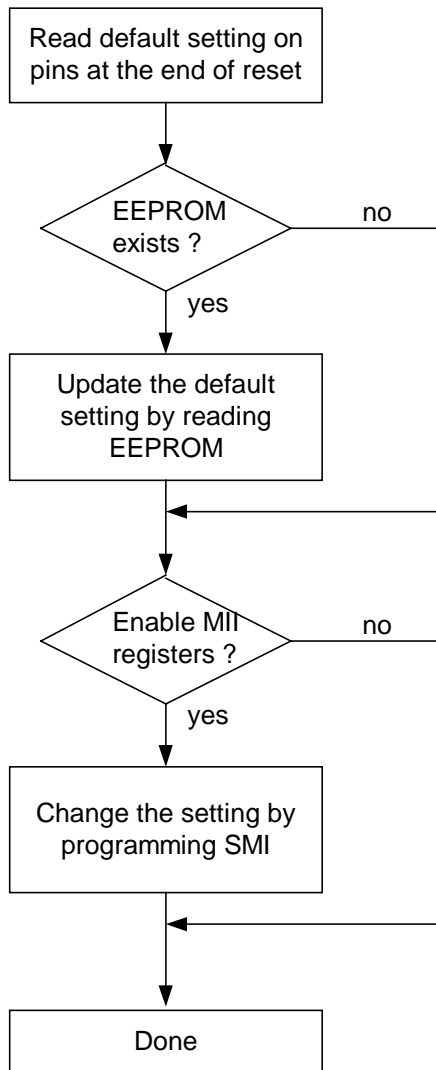 Read default setting on
pins at the end of reset
EEPROM
exists ?
no
yes
Update the default
setting by reading
EEPROM
Enable MII
registers ?
no
yes
Change the setting by
programming SMI
Done